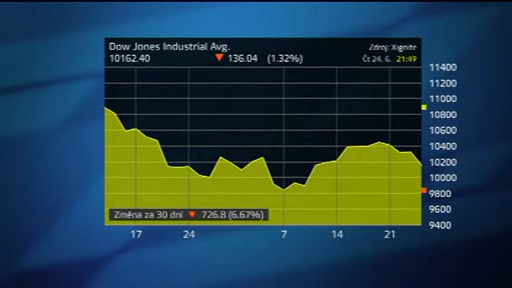 Dow Jones Industrial Avg.
Zdroj: Xignite
10162.40 ▼ 136.04 (1.32%)
Čt 24. 6. 21:49
11400
11200
11000
10800
10600
10400
10200
10000
9800
9600
9400
Změna za 30 dní ▼ 726.8 (6.67%)
17 24 7 14 21